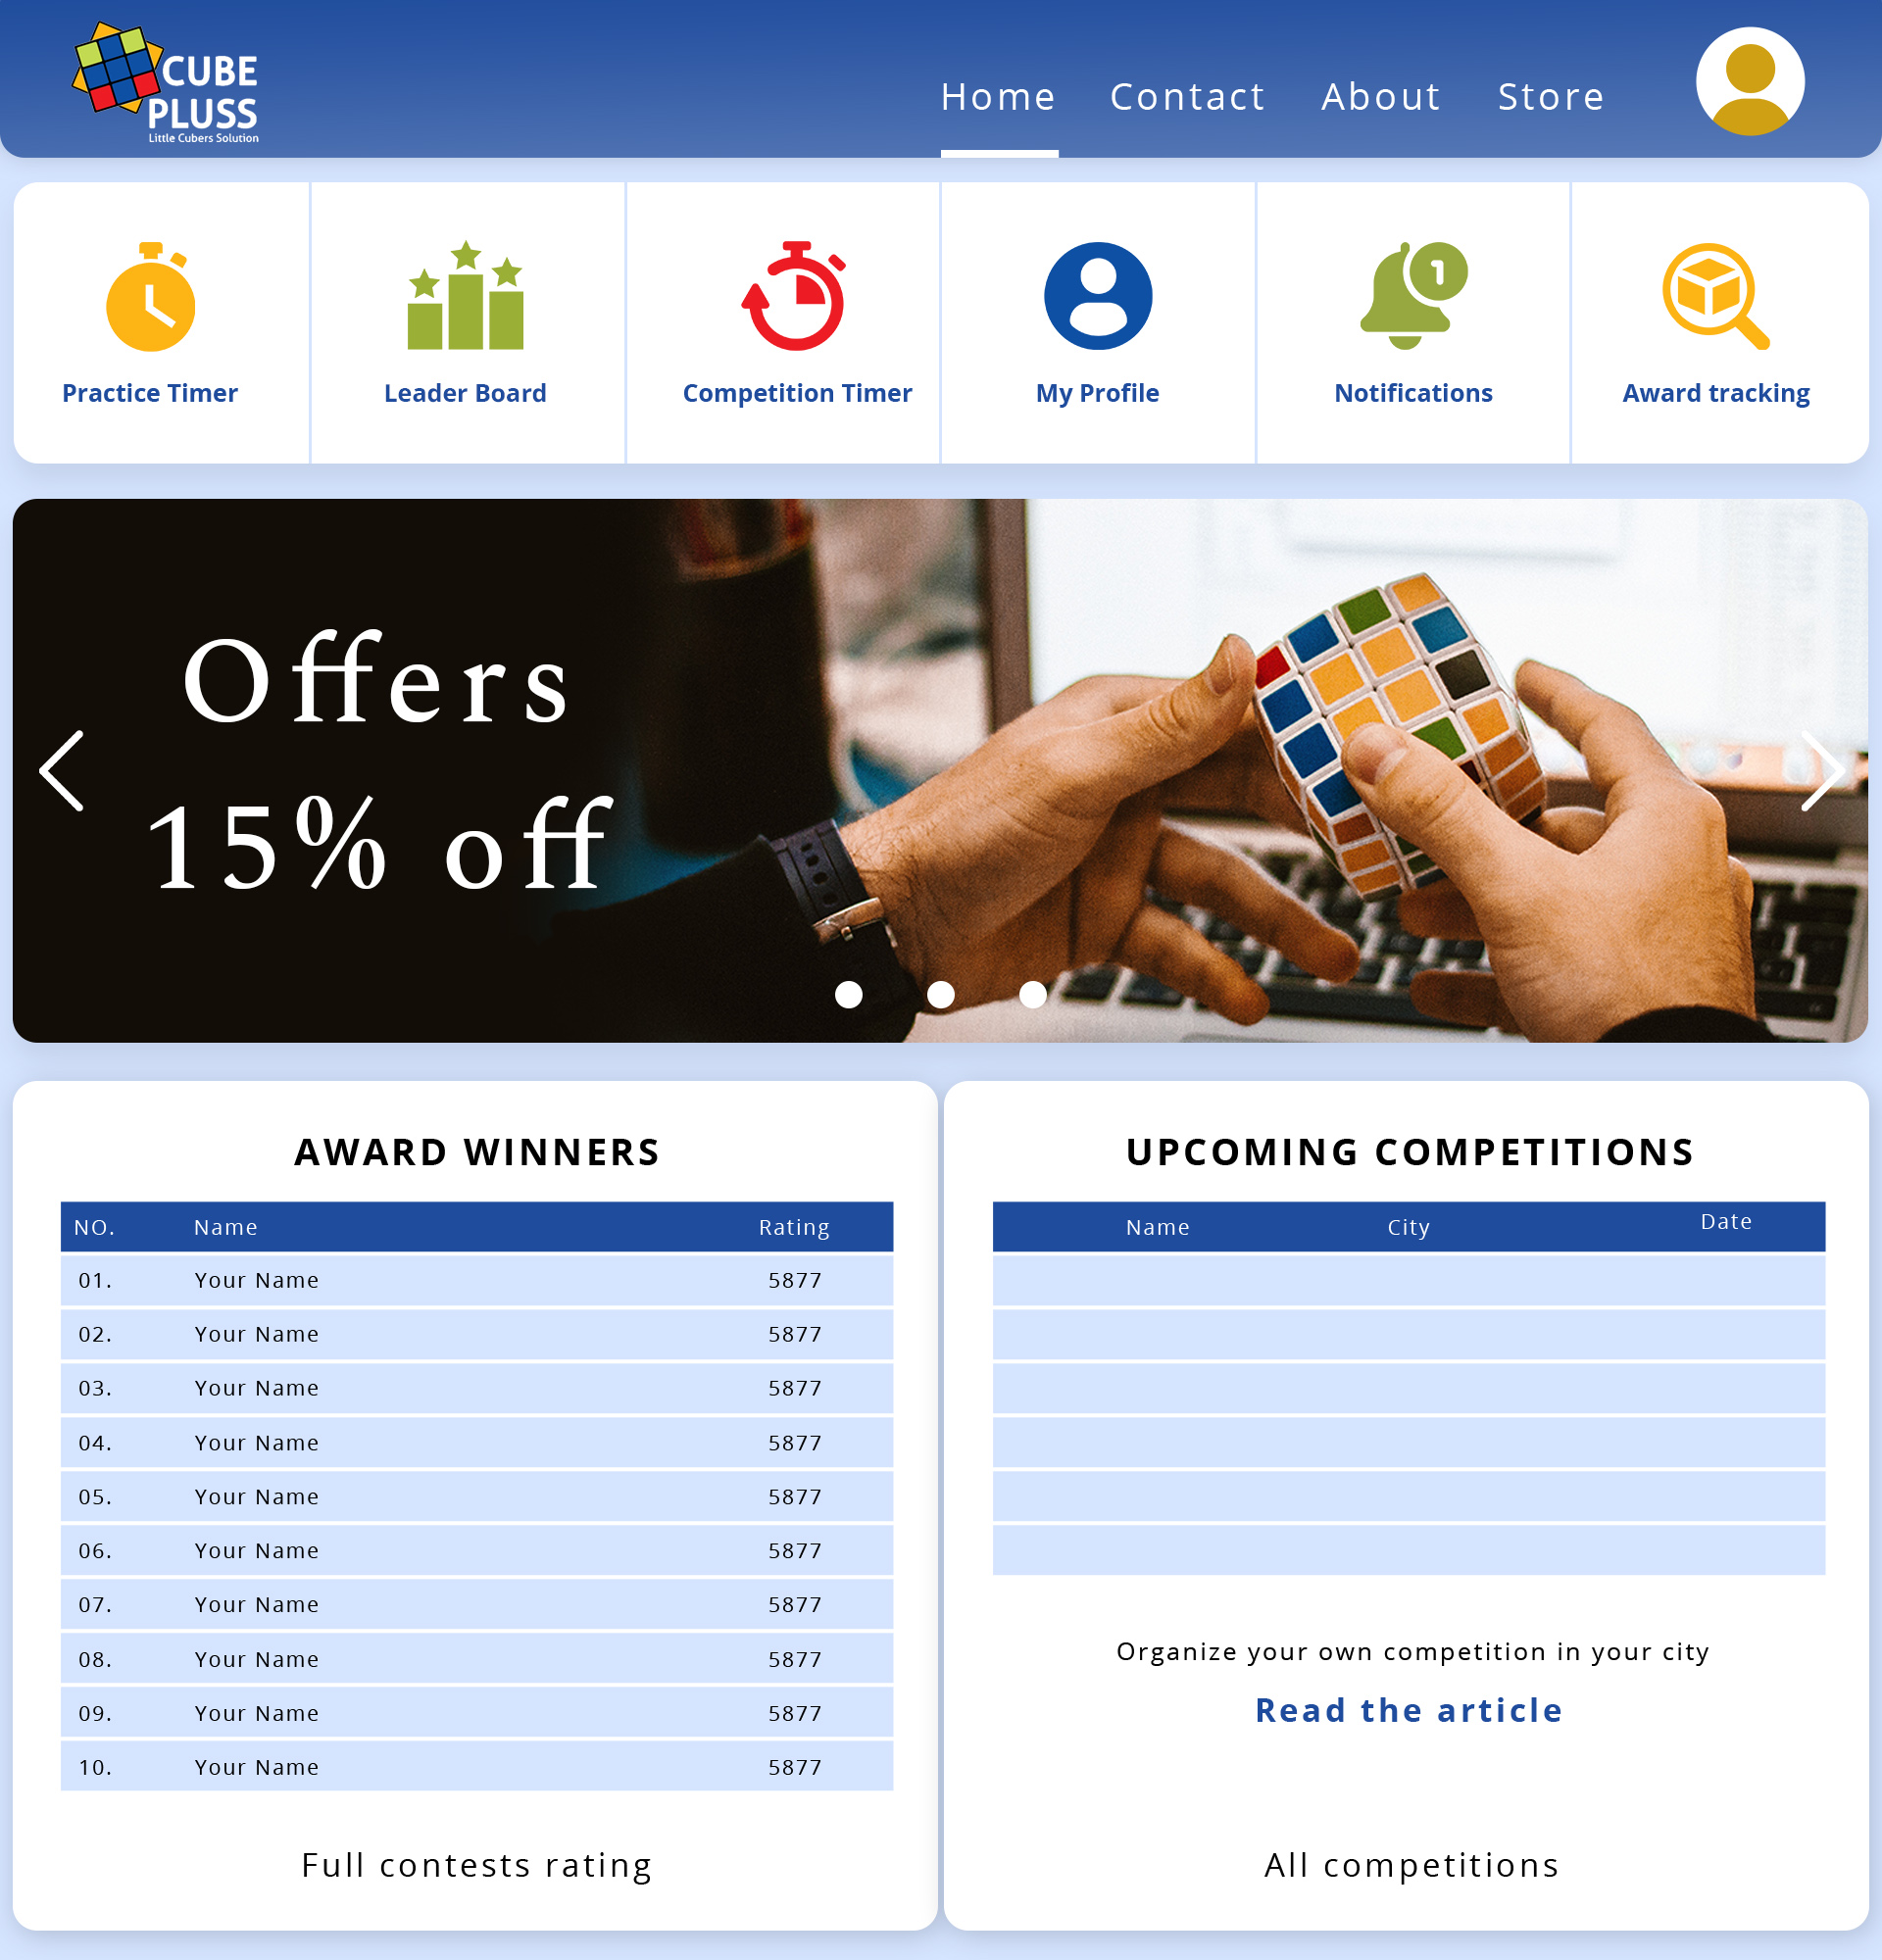 CUBE
PLUSS
Little Cubers Solution
Home Contact About Store
Practice Timer
Leader Board
Competition Timer
My Profile
1
Notifications
Award tracking
Offers
15% off
AWARD WINNERS
NO. Name Rating
01. Your Name 5877
02. Your Name 5877
03. Your Name 5877
04. Your Name 5877
05. Your Name 5877
06. Your Name 5877
07. Your Name 5877
08. Your Name 5877
09. Your Name 5877
10. Your Name 5877
Full contests rating
UPCOMING COMPETITIONS
Name City Date
Organize your own competition in your city
Read the article
All competitions